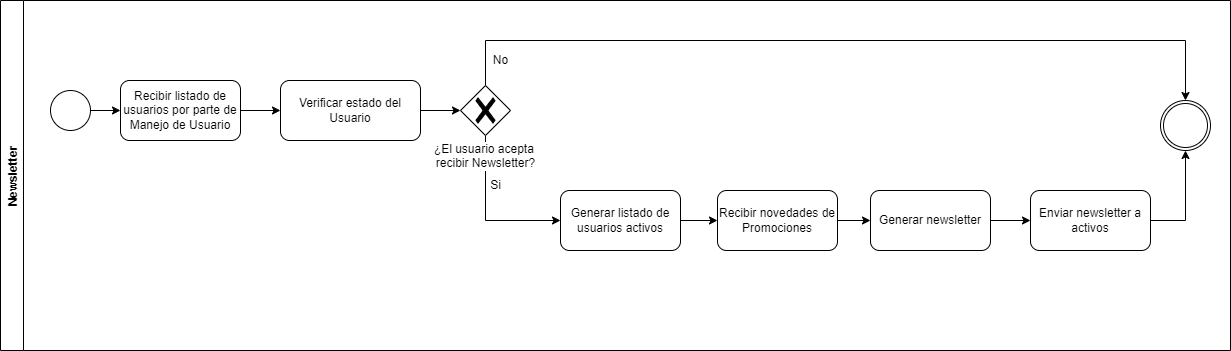 Newsletter
Recibir listado de
usuarios por parte de
Manejo de Usuario
Verificar estado del
Usuario
No
¿El usuario acepta
recibir Newsletter?
Si
Generar listado de
usuarios activos
Recibir novedades de
Promociones
Generar newsletter
Enviar newsletter a
activos